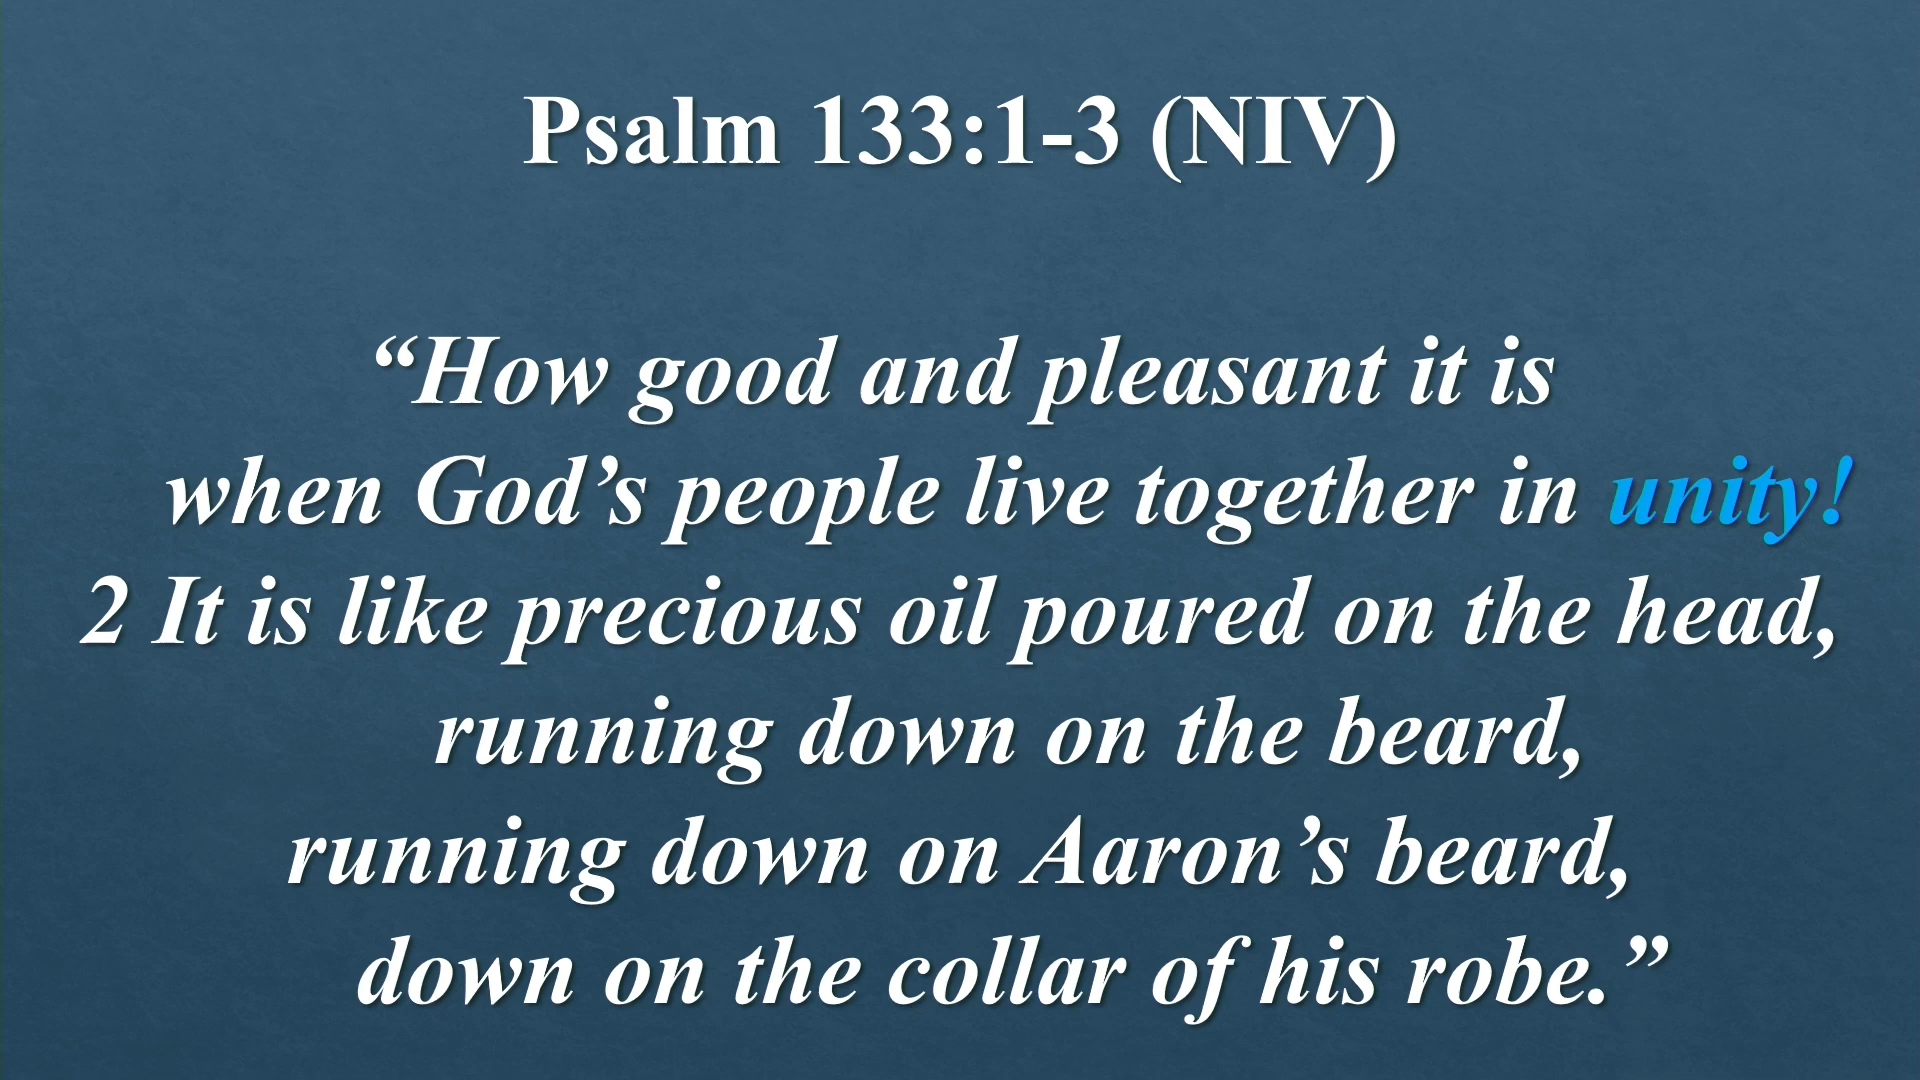 Psalm 133:1-3 (NIV)
“How good and pleasant it is
when God’s people live together in unity!
2 It is like precious oil poured on the head,
running down on the beard,
running down on Aaron’s beard,
down on the collar of his robe.”